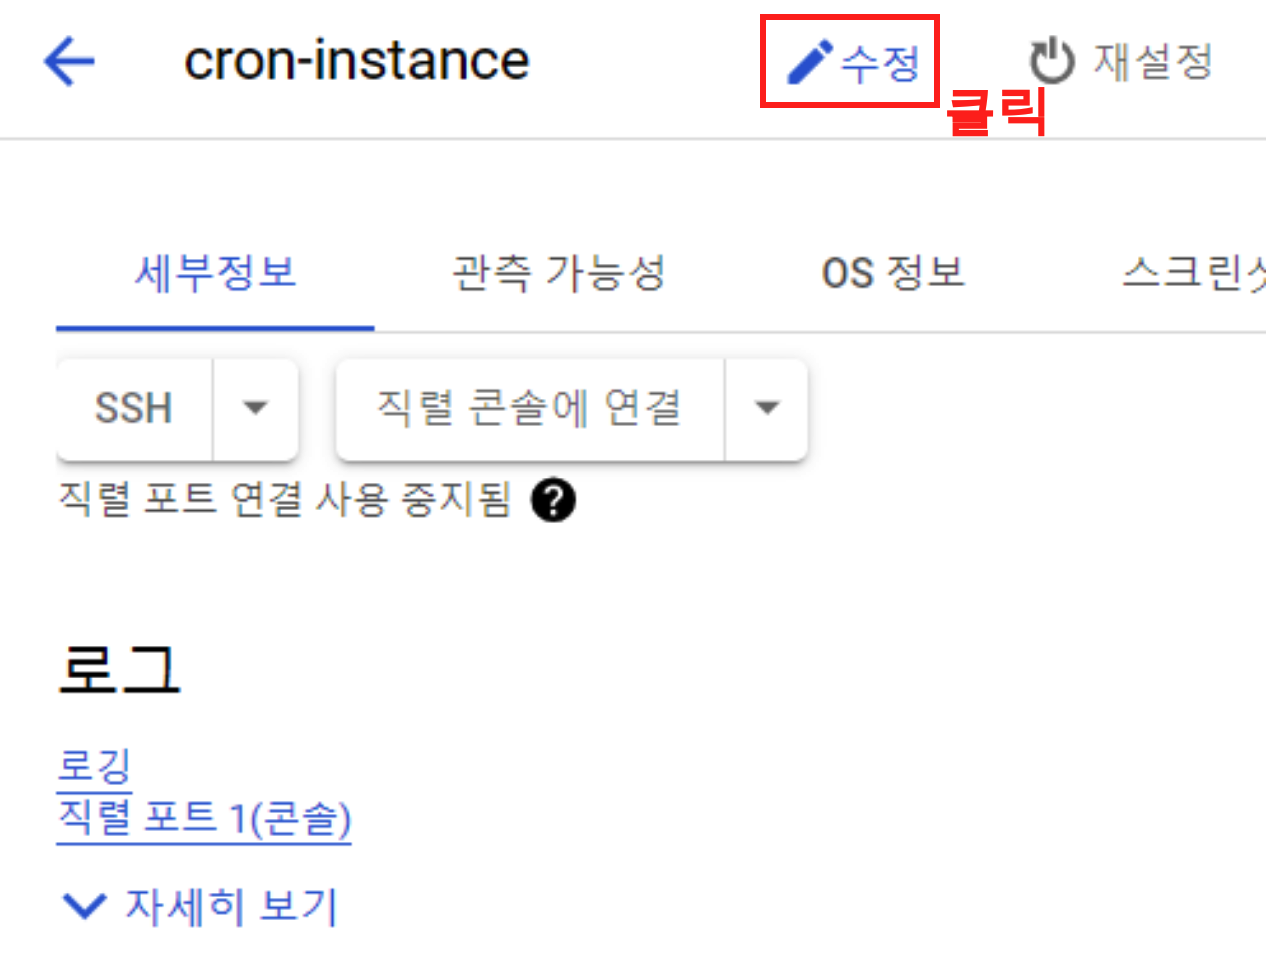 cron-instance 수정 재설정
클릭
세부정보 관측 가능성 OS 정보 스크린샷
SSH 직렬 콘솔에 연결
직렬 포트 연결 사용 중지됨
로그
로깅
직렬 포트 1(콘솔)
자세히 보기